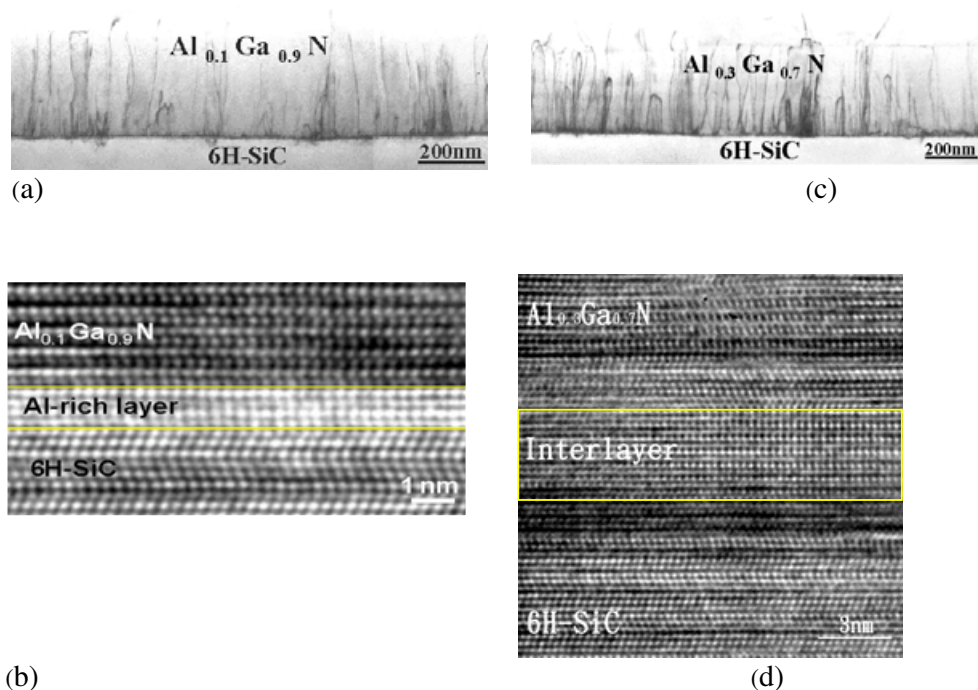 Al 0.1 Ga 0.9 N
6H-SiC
200nm
(a)
Al 0.3 Ga 0.7 N
6H-SiC
200nm
(c)
Al0.1Ga0.9N
Al-rich layer
6H-SiC
1 nm
(b)
Al0.3Ga0.7N
Interlayer
6H-SiC
3nm
(d)